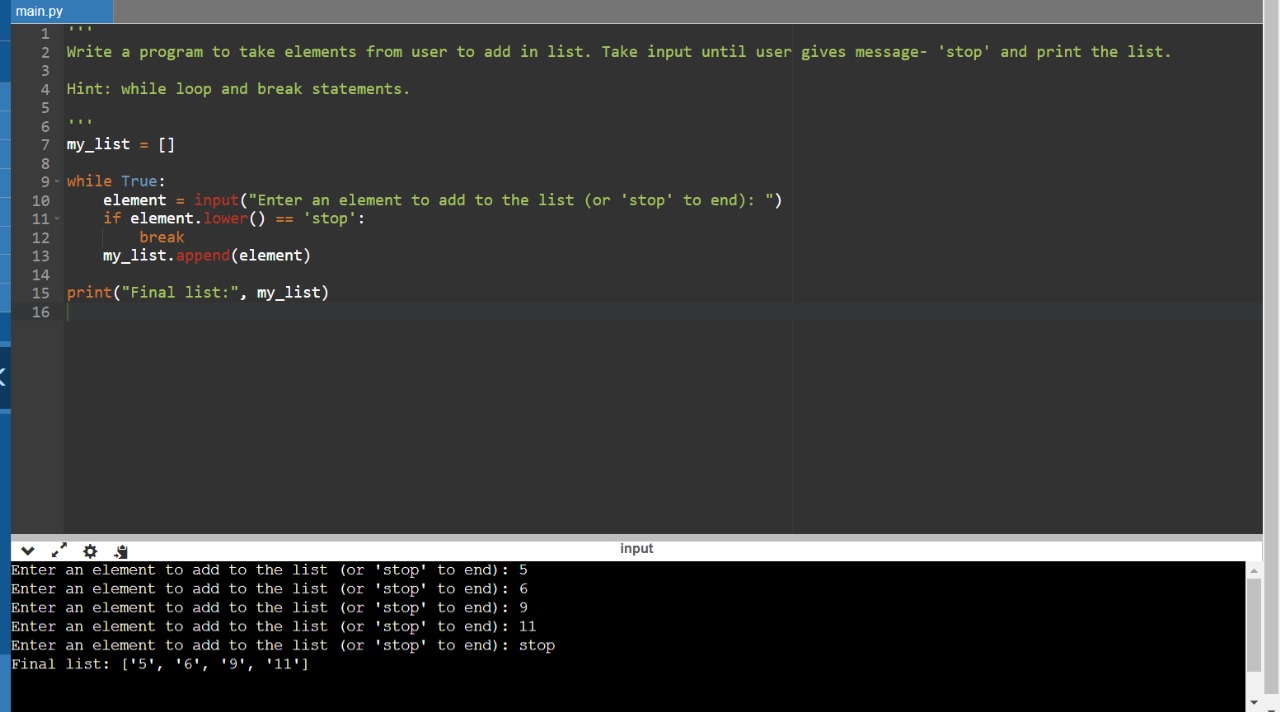 main.py
1 '''
2 Write a program to take elements from user to add in list. Take input until user gives message- 'stop' and print the list.
3
4 Hint: while loop and break statements.
5
6 '''
7 my_list = []
8
9 while True:
10     element = input("Enter an element to add to the list (or 'stop' to end): ")
11     if element.lower() == 'stop':
12         break
13     my_list.append(element)
14
15 print("Final list:", my_list)
16
input
Enter an element to add to the list (or 'stop' to end): 5
Enter an element to add to the list (or 'stop' to end): 6
Enter an element to add to the list (or 'stop' to end): 9
Enter an element to add to the list (or 'stop' to end): 11
Enter an element to add to the list (or 'stop' to end): stop
Final list: ['5', '6', '9', '11']